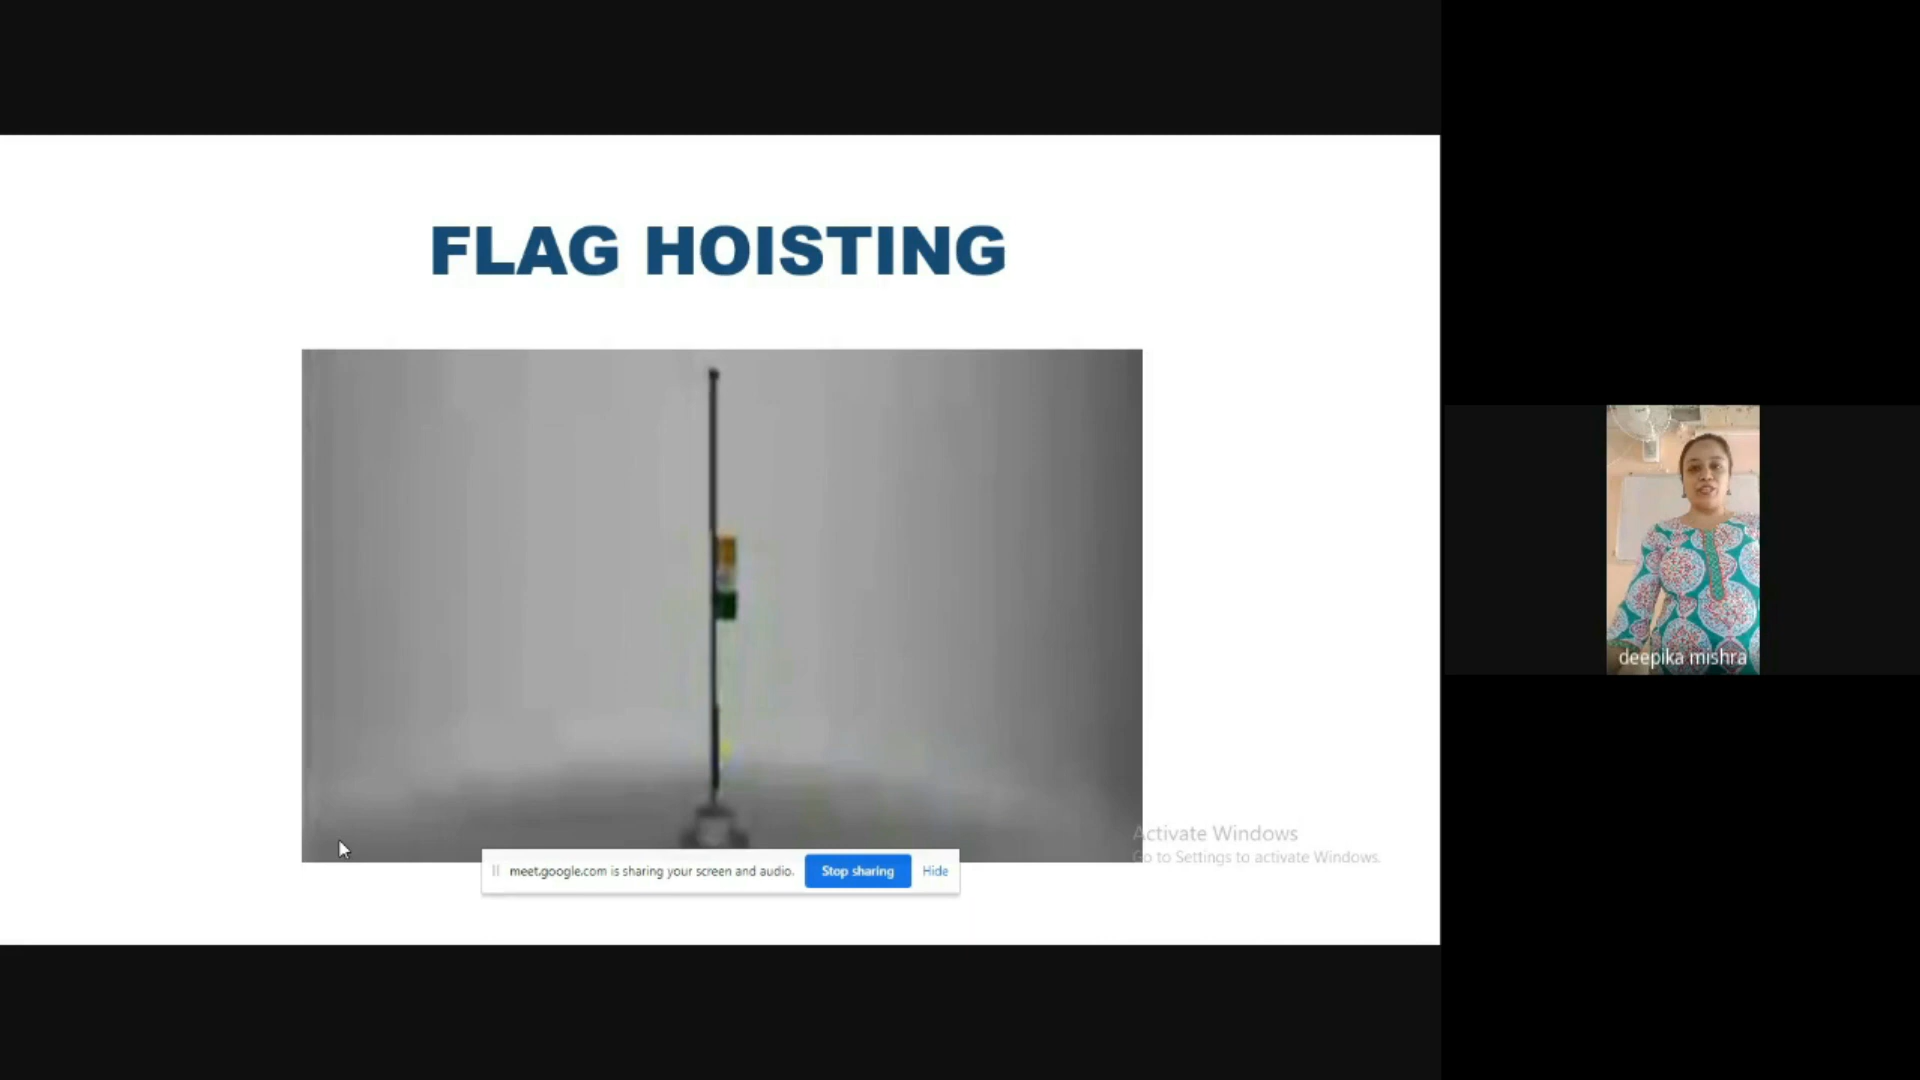 FLAG HOISTING
Activate Windows
Go to Settings to activate Windows.
meet.google.com is sharing your screen and audio.
Stop sharing
Hide
deepika mishra